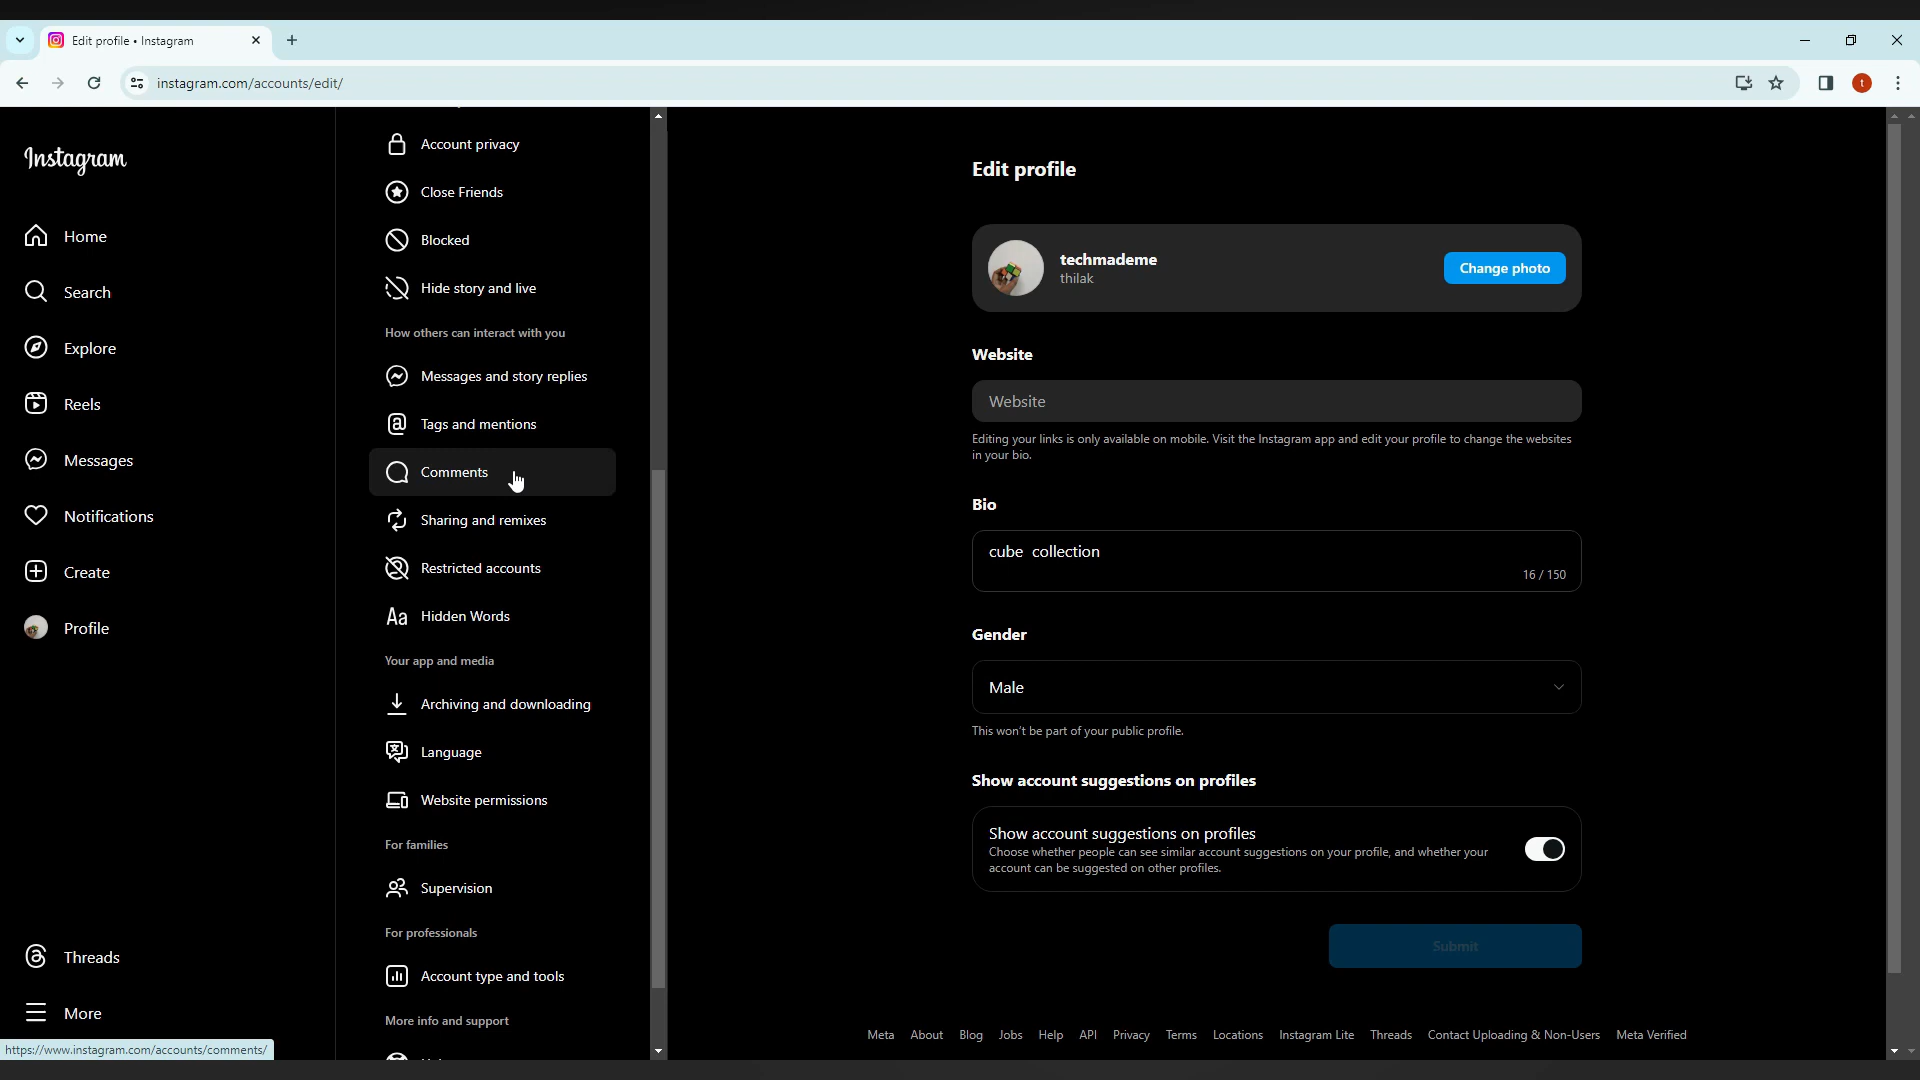 Edit profile • Instagram
instagram.com/accounts/edit/
t
Instagram
Home
Search
Explore
Reels
Messages
Notifications
Create
Profile
Threads
More
https://www.instagram.com/accounts/comments/
Account privacy
Close Friends
Blocked
Hide story and live
How others can interact with you
Messages and story replies
Tags and mentions
Comments
Sharing and remixes
Restricted accounts
Aa Hidden Words
Your app and media
Archiving and downloading
Language
Website permissions
For families
Supervision
For professionals
Account type and tools
More info and support
Edit profile
techmademe
thilak
Change photo
Website
Website
Editing your links is only available on mobile. Visit the Instagram app and edit your profile to change the websites
in your bio.
Bio
cube collection
16 / 150
Gender
Male
This won't be part of your public profile.
Show account suggestions on profiles
Show account suggestions on profiles
Choose whether people can see similar account suggestions on your profile, and whether your
account can be suggested on other profiles.
Submit
Meta About Blog Jobs Help API Privacy Terms Locations Instagram Lite Threads Contact Uploading & Non-Users Meta Verified